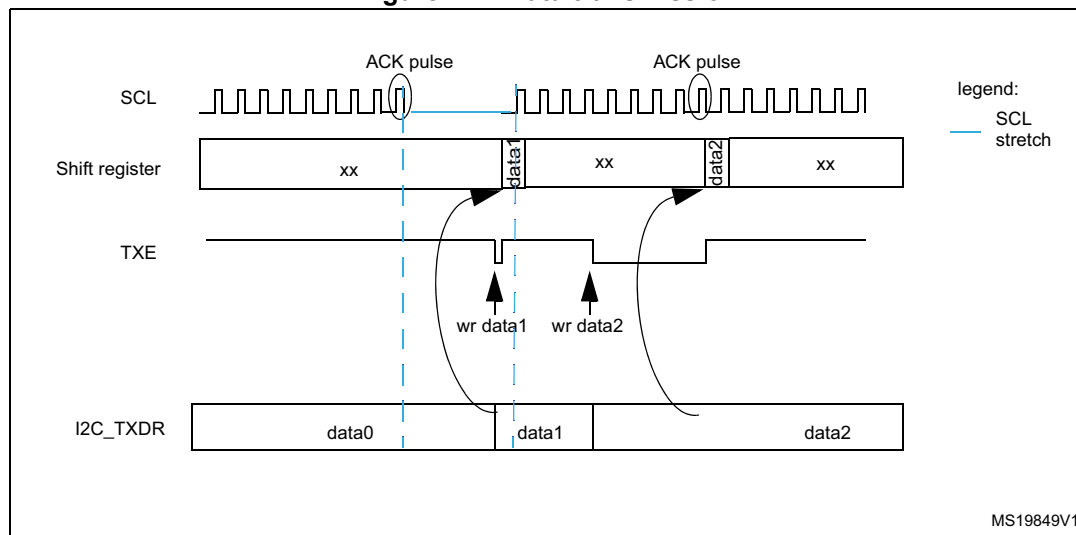 ACK pulse ACK pulse
legend:
SCL
SCL
stretch
Shift register xx data1 xx data2 xx
TXE
wr data1 wr data2
I2C_TXDR data0 data1 data2
MS19849V1